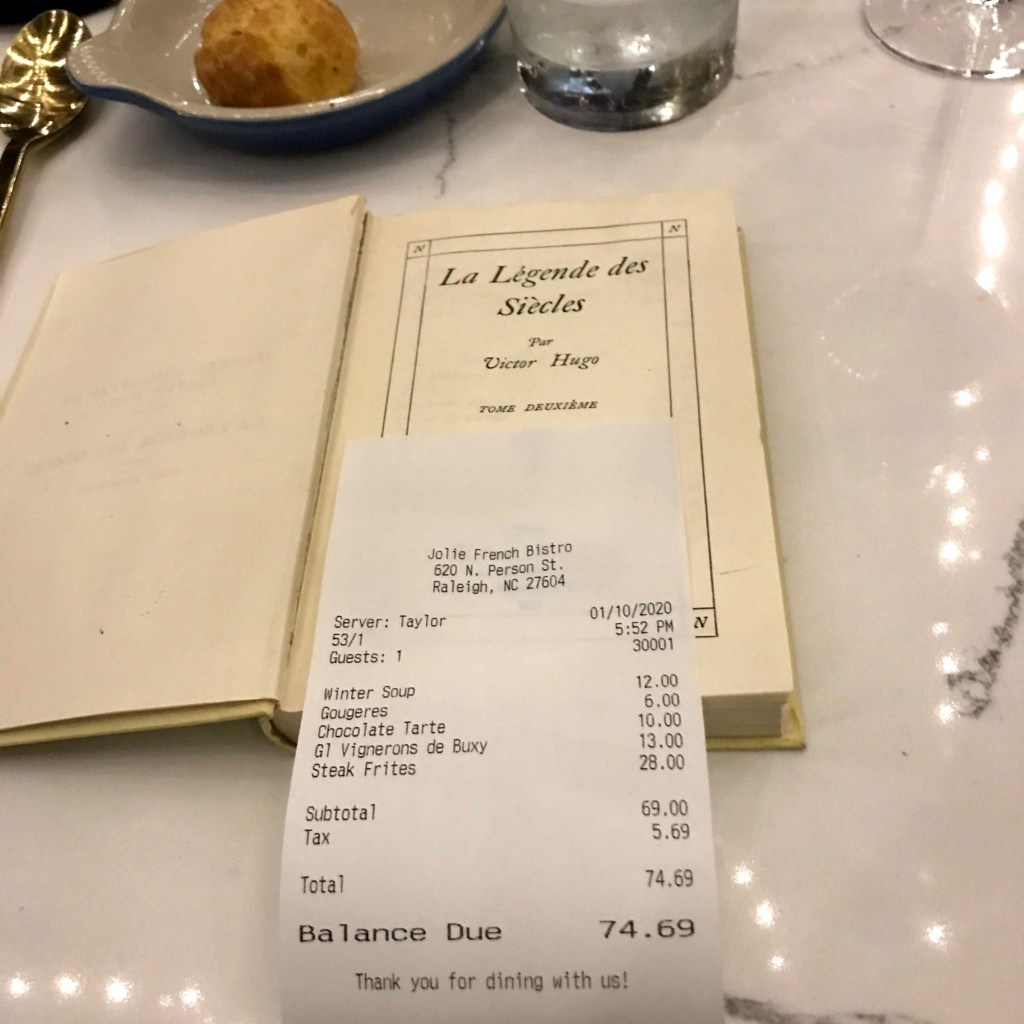 N N
La Légende des
Siècles
Par
Victor Hugo
TOME DEUXIÈME
N
Jolie French Bistro
620 N. Person St.
Raleigh, NC 27604
Server: Taylor 01/10/2020
53/1 5:52 PM
Guests: 1 30001
Winter Soup 12.00
Gougeres 6.00
Chocolate Tarte 10.00
Gl Vignerons de Buxy 13.00
Steak Frites 28.00
Subtotal 69.00
Tax 5.69
Total 74.69
Balance Due 74.69
Thank you for dining with us!